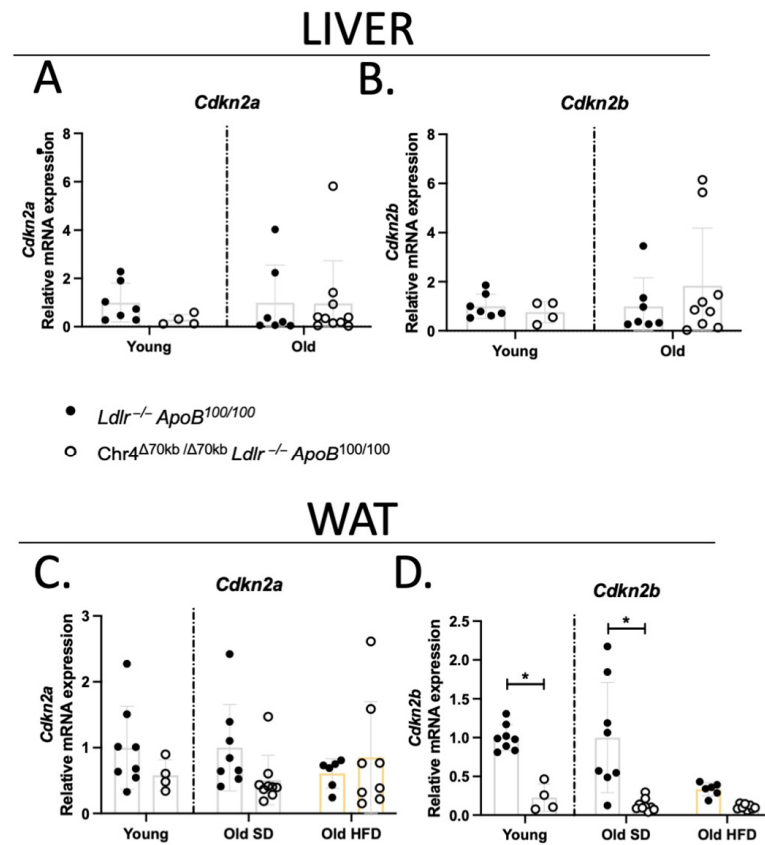 LIVER
A
B.
Cdkn2a
Cdkn2b
Cdkn2a
Relative mRNA expression
8
6
4
2
0
Young
Old
Cdkn2b
Relative mRNA expression
8
6
4
2
0
Young
Old
Ldlr –/– ApoB100/100
Chr4Δ70kb /Δ70kb Ldlr –/– ApoB100/100
WAT
C.
D.
Cdkn2a
Cdkn2b
Cdkn2a
Relative mRNA expression
3
2
1
0
Young
Old SD
Old HFD
Cdkn2b
Relative mRNA expression
2.5
2.0
1.5
1.0
0.5
0.0
*
*
Young
Old SD
Old HFD